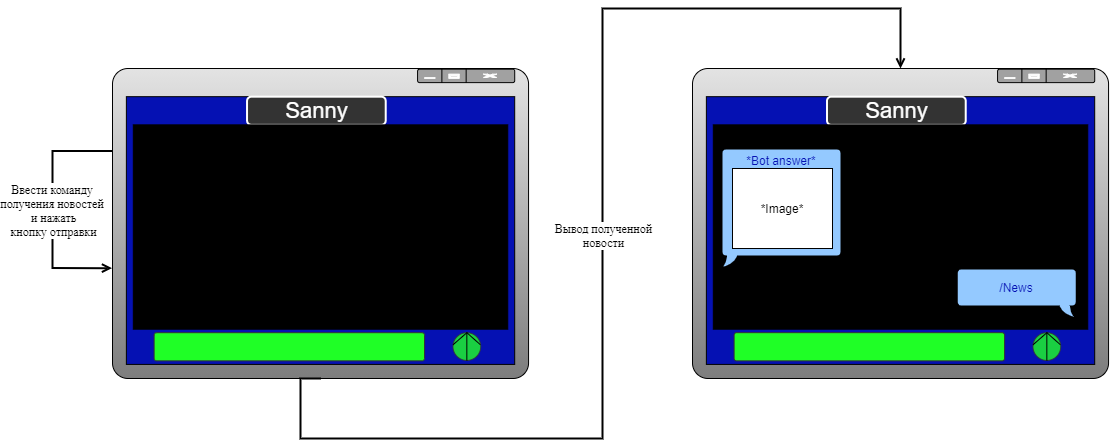 Sanny
Ввести команду
получения новостей
и нажать
кнопку отправки
Вывод полученной
новости
Sanny
*Bot answer*
*Image*
/News